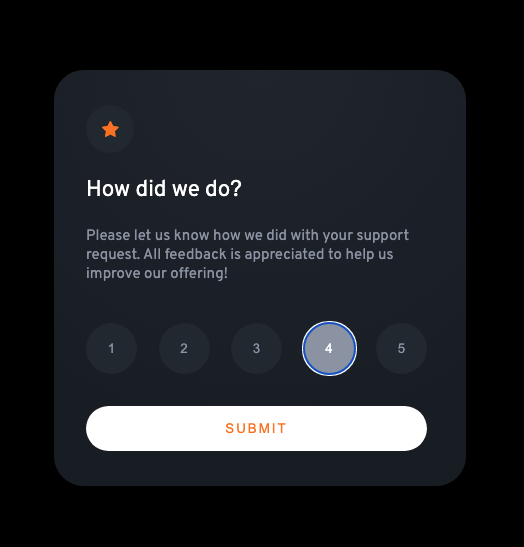 How did we do?
Please let us know how we did with your support
request. All feedback is appreciated to help us
improve our offering!
1 2 3 4 5
SUBMIT